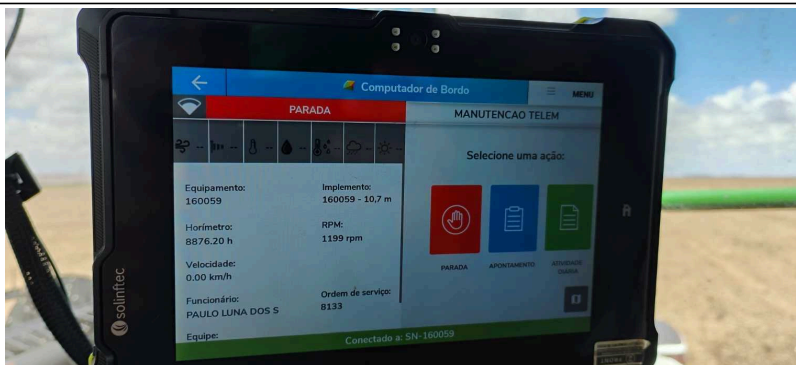 Computador de Bordo
MENU
PARADA
MANUTENCAO TELEM
-- -- -- -- -- -- --
Selecione uma ação:
Equipamento:
160059
Implemento:
160059 - 10,7 m
Horímetro:
8876.20 h
RPM:
1199 rpm
Velocidade:
0.00 km/h
PARADA
APONTAMENTO
ATIVIDADE
DIÁRIA
Funcionário:
PAULO LUNA DOS S
Ordem de serviço:
8133
Equipe:
Conectado a: SN-160059
solinftec